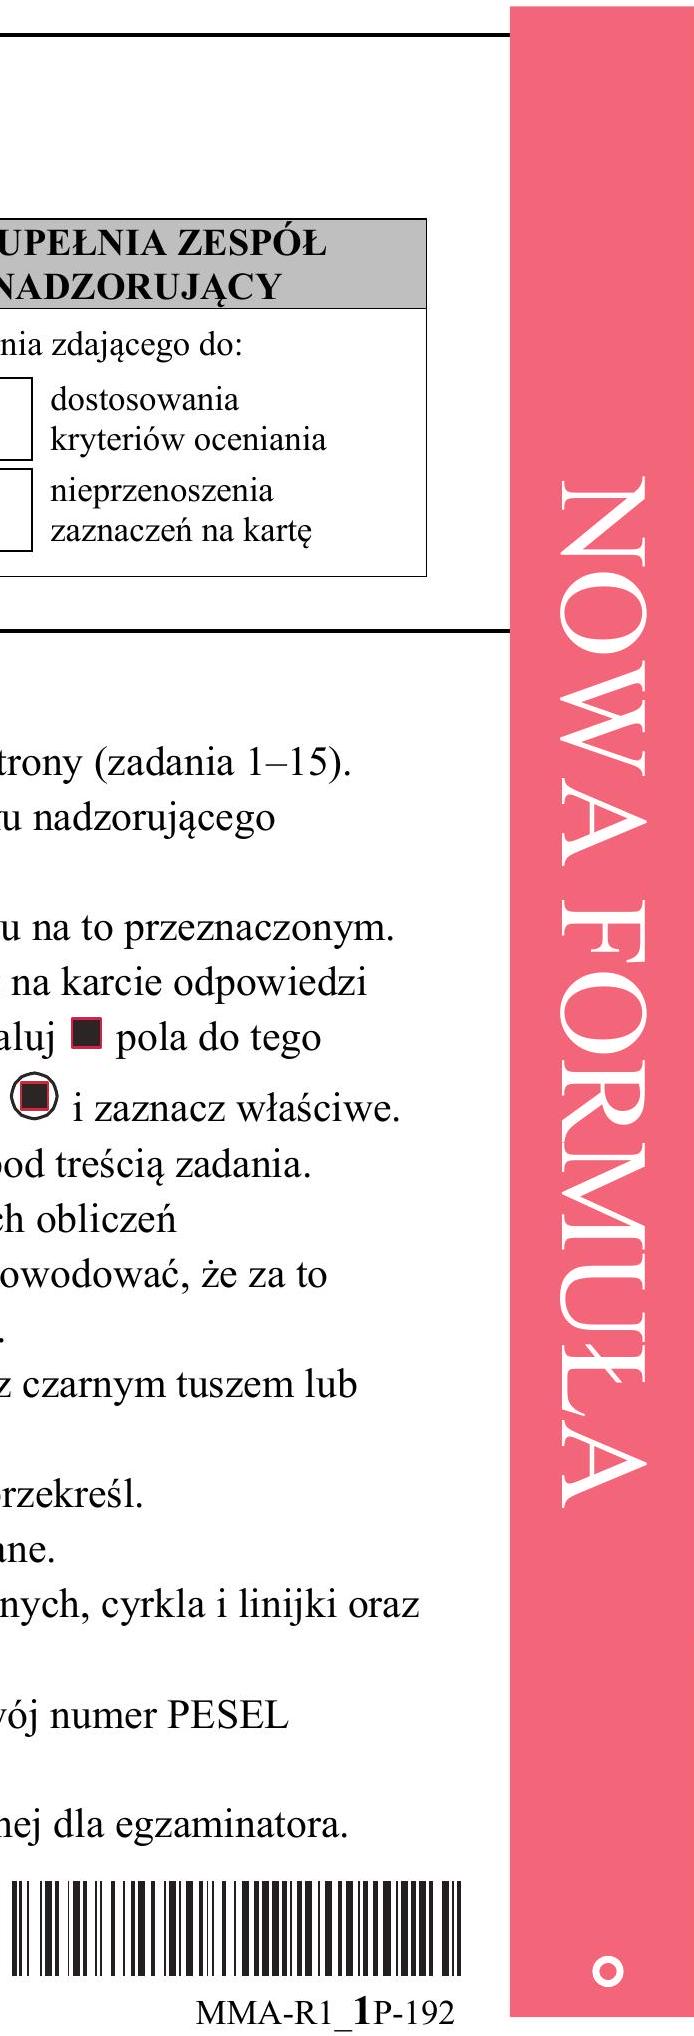 UPEŁNIA ZESPÓŁ
NADZORUJĄCY
nia zdającego do:
dostosowania
kryteriów oceniania
nieprzenoszenia
zaznaczeń na kartę
trony (zadania 1–15).
u nadzorującego
u na to przeznaczonym.
na karcie odpowiedzi
aluj pola do tego
i zaznacz właściwe.
pod treścią zadania.
ch obliczeń
owodować, że za to
.
z czarnym tuszem lub
rzekreśl.
ane.
nych, cyrkla i linijki oraz
wój numer PESEL
nej dla egzaminatora.
MMA-R1_1P-192
NOWA FORMUŁA